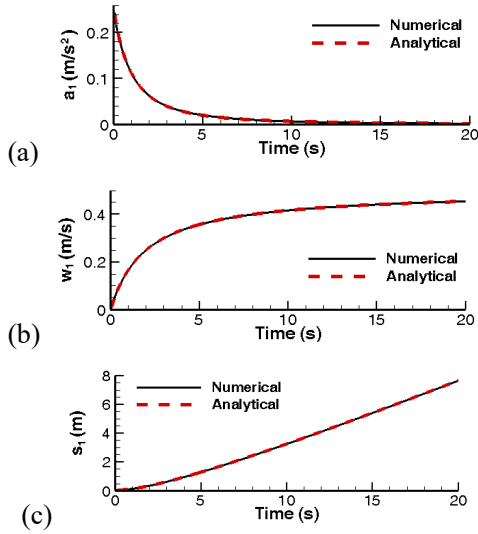 0.2
0.1
0
a₁ (m/s²)
Numerical
Analytical
0 5 10 15 20
Time (s)
(a)
0.4
0.2
0
w₁ (m/s)
Numerical
Analytical
0 5 10 15 20
Time (s)
(b)
8
6
4
2
0
s₁ (m)
Numerical
Analytical
0 5 10 15 20
Time (s)
(c)